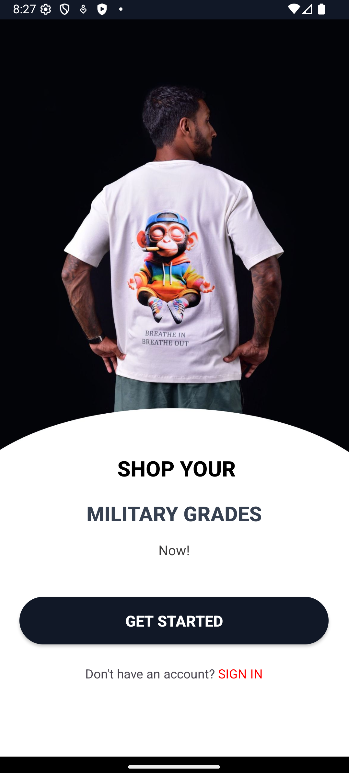 8:27
BREATHE IN
BREATHE OUT
SHOP YOUR
MILITARY GRADES
Now!
GET STARTED
Don't have an account? SIGN IN